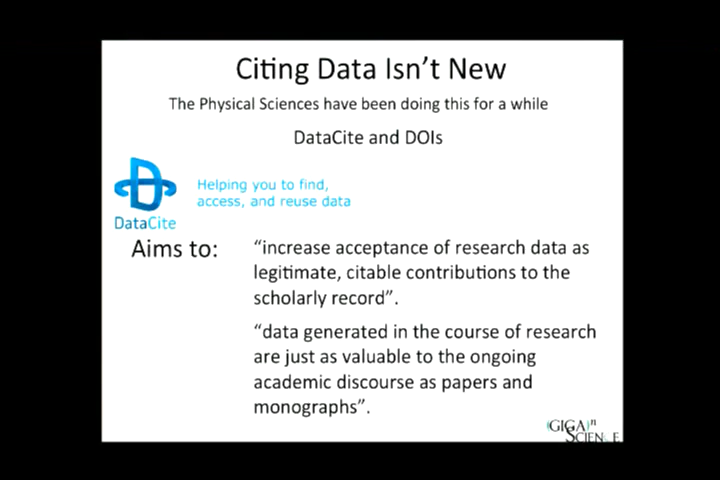 Citing Data Isn't New
The Physical Sciences have been doing this for a while
DataCite and DOIs
Helping you to find,
access, and reuse data
DataCite
Aims to:
"increase acceptance of research data as
legitimate, citable contributions to the
scholarly record".
"data generated in the course of research
are just as valuable to the ongoing
academic discourse as papers and
monographs".
(GIGA)n
SCIENCE